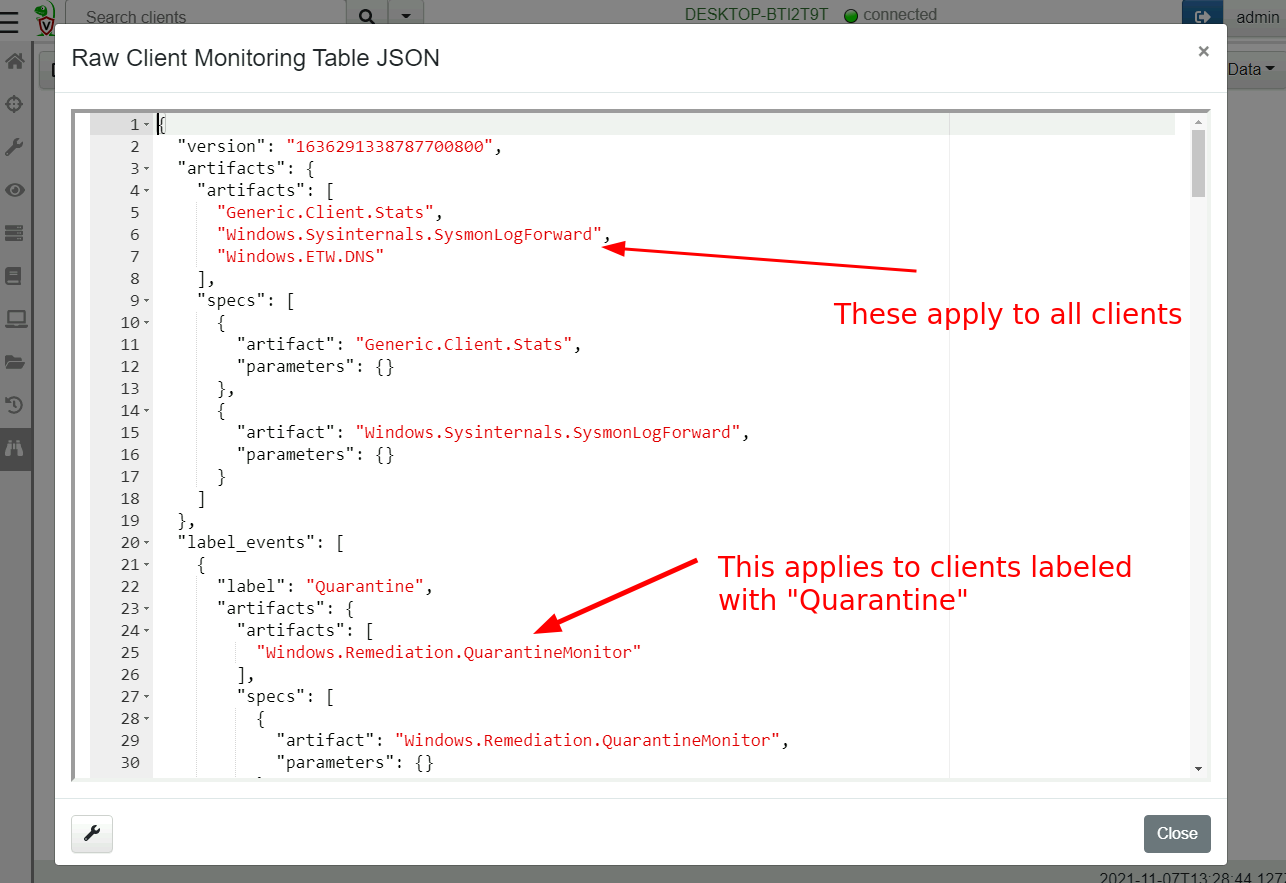 Search clients
DESKTOP-BTI2T9T connected
admin
Raw Client Monitoring Table JSON
×
Data
1 {
2 "version": "1636291338787700800",
3 "artifacts": {
4 "artifacts": [
5 "Generic.Client.Stats",
6 "Windows.Sysinternals.SysmonLogForward",
7 "Windows.ETW.DNS"
8 ],
9 "specs": [
10 {
11 "artifact": "Generic.Client.Stats",
12 "parameters": {}
13 },
14 {
15 "artifact": "Windows.Sysinternals.SysmonLogForward",
16 "parameters": {}
17 }
18 ]
19 },
20 "label_events": [
21 {
22 "label": "Quarantine",
23 "artifacts": {
24 "artifacts": [
25 "Windows.Remediation.QuarantineMonitor"
26 ],
27 "specs": [
28 {
29 "artifact": "Windows.Remediation.QuarantineMonitor",
30 "parameters": {}
These apply to all clients
This applies to clients labeled
with "Quarantine"
Close
2021-11-07T13:28:44.127